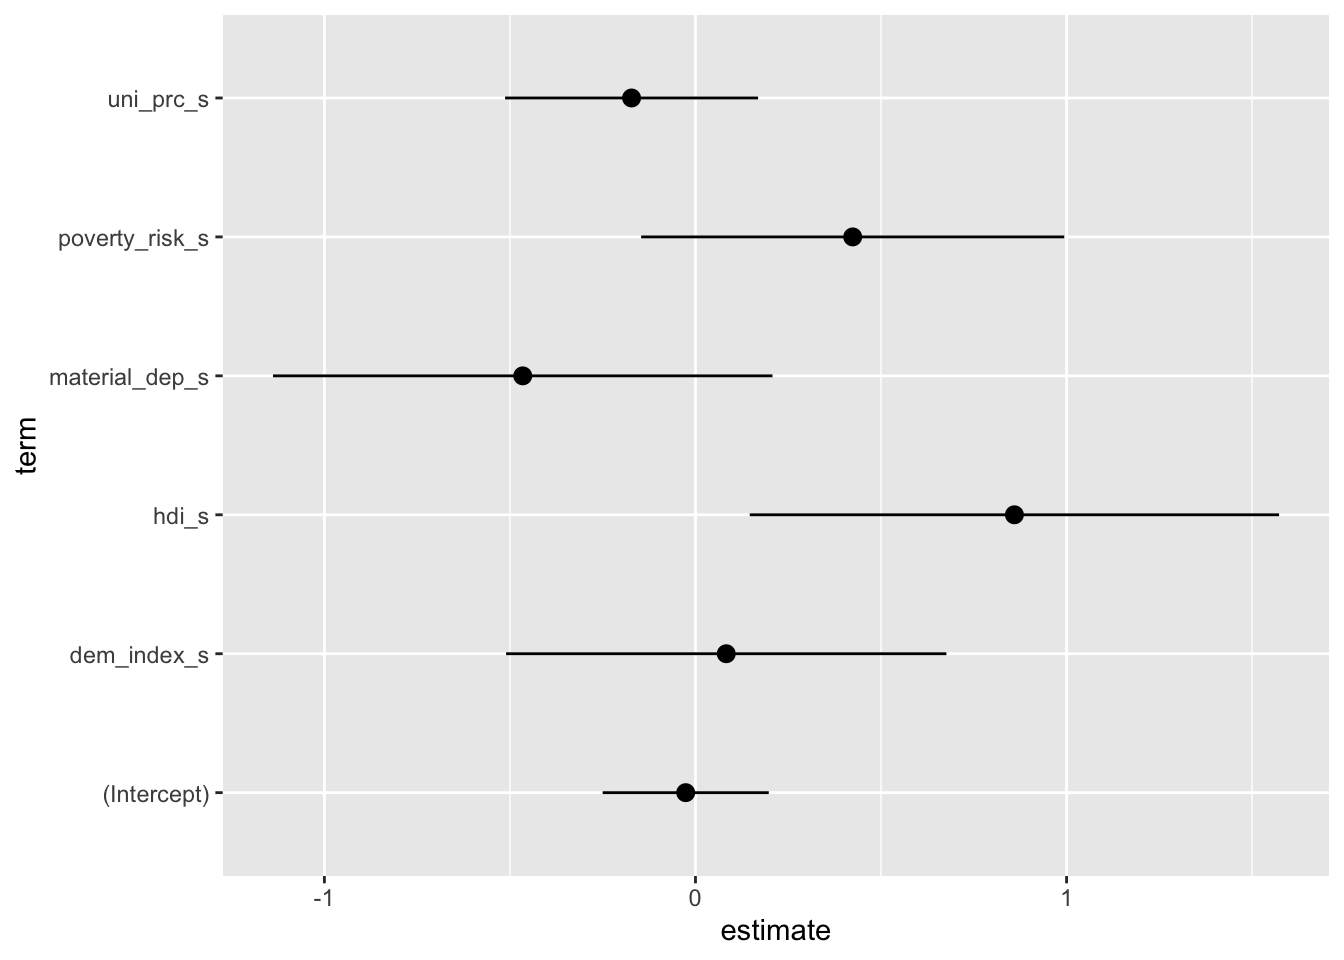 uni_prc_s
poverty_risk_s
material_dep_s
term
hdi_s
dem_index_s
(Intercept)
-1 0 1
estimate